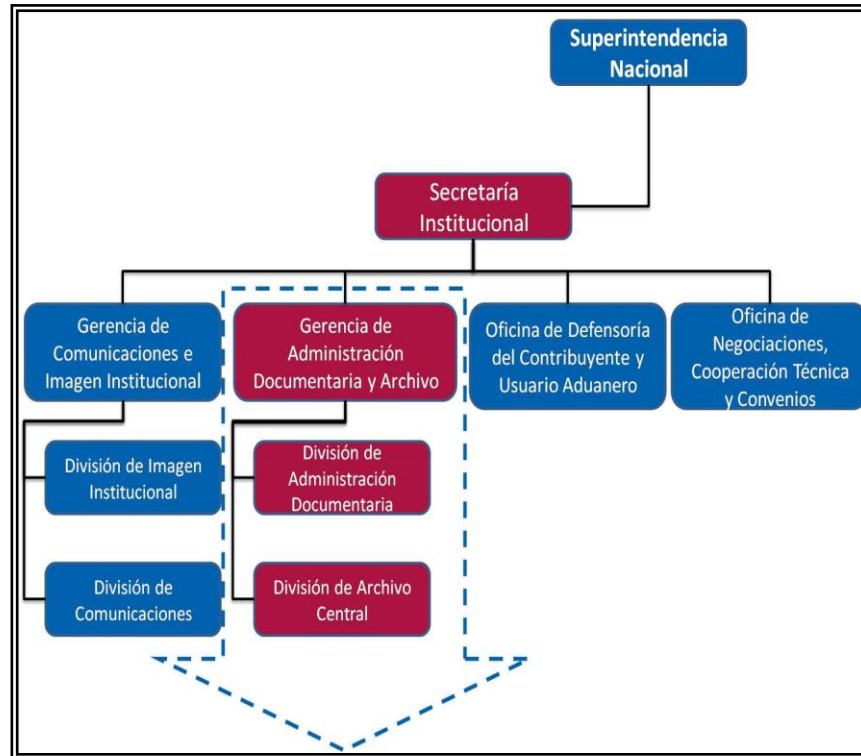 Superintendencia
Nacional
Secretaría
Institucional
Gerencia de
Comunicaciones e
Imagen Institucional
Gerencia de
Administración
Documentaria y Archivo
Oficina de Defensoría
del Contribuyente y
Usuario Aduanero
Oficina de
Negociaciones,
Cooperación Técnica
y Convenios
División de Imagen
Institucional
División de
Administración
Documentaria
División de
Comunicaciones
División de Archivo
Central